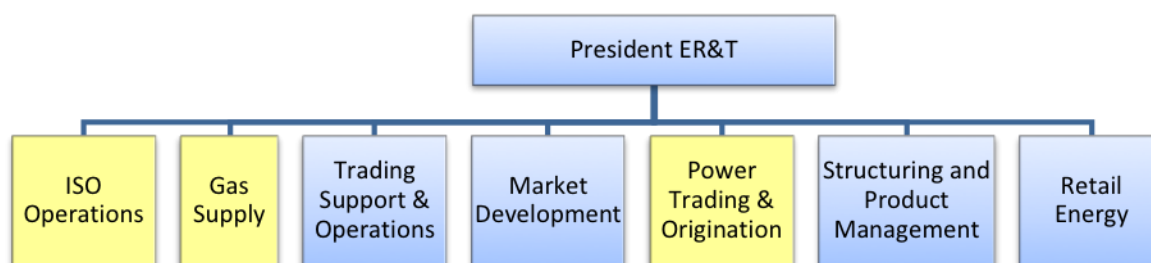 President ER&T
ISO
Operations
Gas
Supply
Trading
Support &
Operations
Market
Development
Power
Trading &
Origination
Structuring and
Product
Management
Retail
Energy